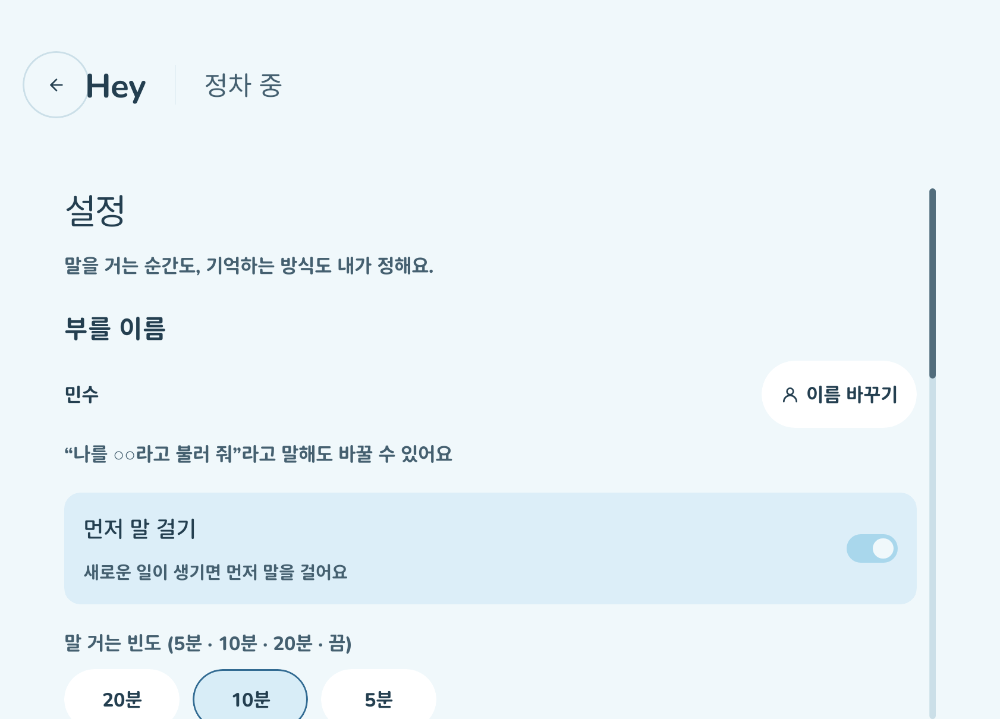 Hey
정차 중
설정
말을 거는 순간도, 기억하는 방식도 내가 정해요.
부를 이름
민수
이름 바꾸기
“나를 ○○라고 불러 줘”라고 말해도 바꿀 수 있어요
먼저 말 걸기
새로운 일이 생기면 먼저 말을 걸어요
말 거는 빈도 (5분 · 10분 · 20분 · 끔)
20분
10분
5분